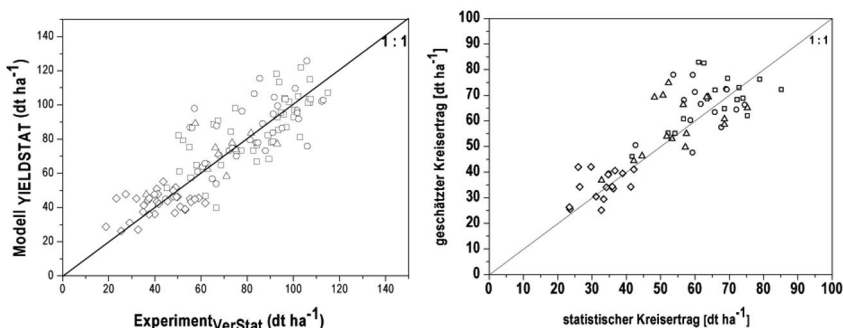 Modell YIELDSTAT (dt ha⁻¹)
140
120
100
80
60
40
20
0
1 : 1
0 20 40 60 80 100 120 140
Experiment_VerStat (dt ha⁻¹)
geschätzter Kreisertrag [dt ha⁻¹]
100
90
80
70
60
50
40
30
20
10
0
1 : 1
0 10 20 30 40 50 60 70 80 90 100
statistischer Kreisertrag [dt ha⁻¹]